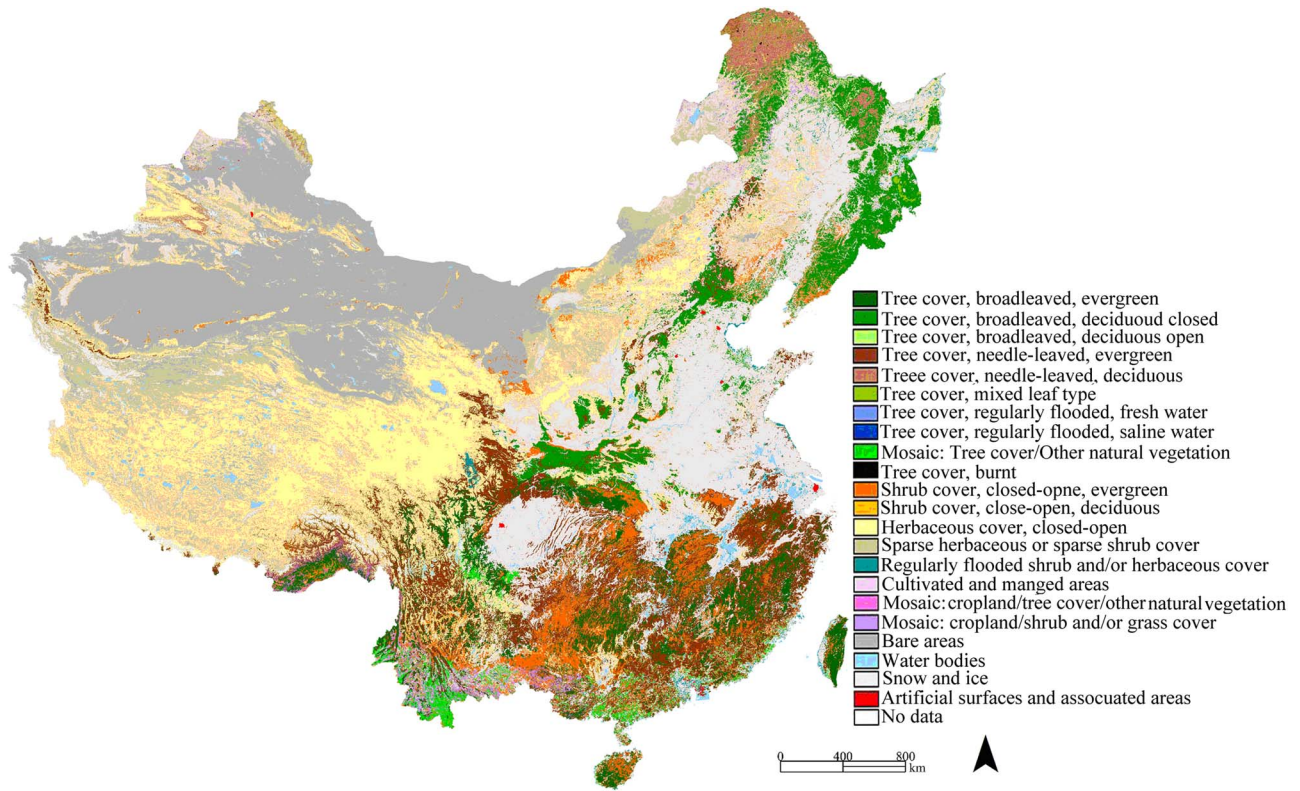 Tree cover, broadleaved, evergreen
Tree cover, broadleaved, deciduoud closed
Tree cover, broadleaved, deciduous open
Tree cover, needle-leaved, evergreen
Treee cover, needle-leaved, deciduous
Tree cover, mixed leaf type
Tree cover, regularly flooded, fresh water
Tree cover, regularly flooded, saline water
Mosaic: Tree cover/Other natural vegetation
Tree cover, burnt
Shrub cover, closed-opne, evergreen
Shrub cover, close-open, deciduous
Herbaceous cover, closed-open
Sparse herbaceous or sparse shrub cover
Regularly flooded shrub and/or herbaceous cover
Cultivated and manged areas
Mosaic: cropland/tree cover/other natural vegetation
Mosaic: cropland/shrub and/or grass cover
Bare areas
Water bodies
Snow and ice
Artificial surfaces and assocuated areas
No data
0 400 800
km